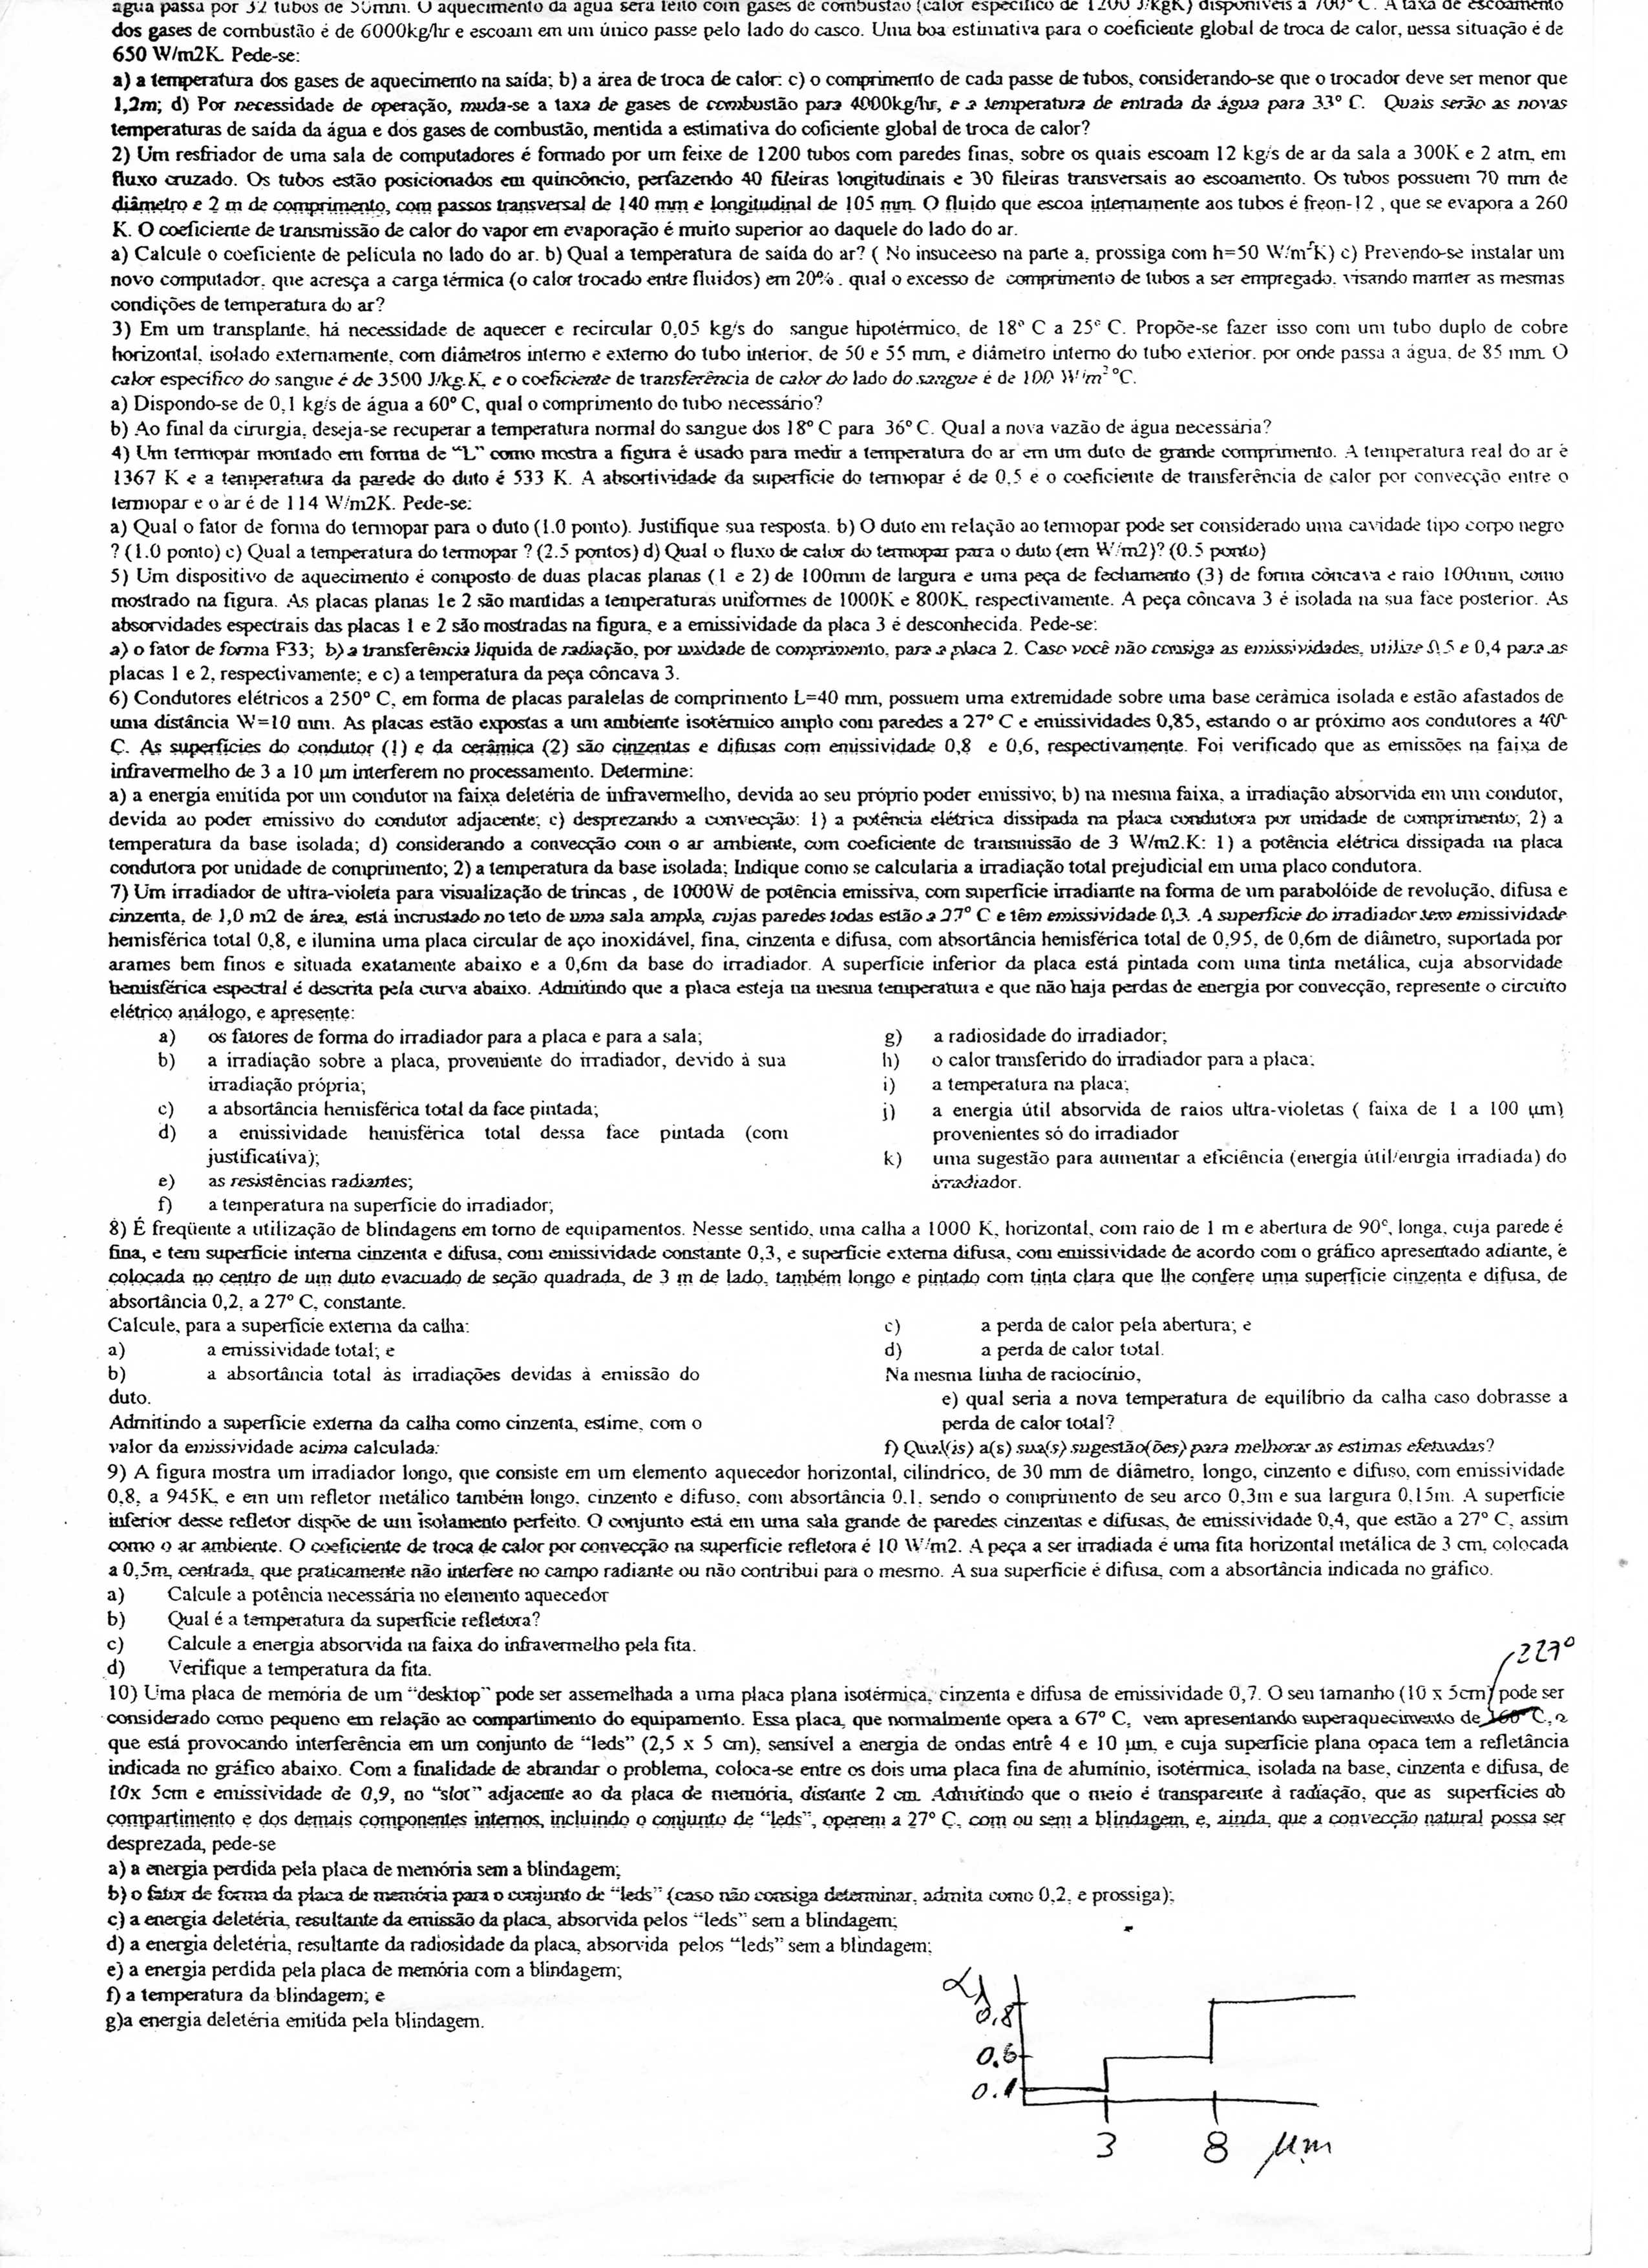 água passa por 32 tubos de 50mm. O aquecimento da água será feito com gases de combustão (calor específico de 1200 J/kgK) disponíveis a 700° C. A taxa de escoamento
dos gases de combustão é de 6000kg/hr e escoam em um único passe pelo lado do casco. Uma boa estimativa para o coeficiente global de troca de calor, nessa situação é de
650 W/m2K. Pede-se:
a) a temperatura dos gases de aquecimento na saída; b) a área de troca de calor: c) o comprimento de cada passe de tubos, considerando-se que o trocador deve ser menor que
1,2m; d) Por necessidade de operação, muda-se a taxa de gases de combustão para 4000kg/hr, e a temperatura de entrada da água para 33° C. Quais serão as novas
temperaturas de saída da água e dos gases de combustão, mentida a estimativa do coficiente global de troca de calor?
2) Um resfriador de uma sala de computadores é formado por um feixe de 1200 tubos com paredes finas, sobre os quais escoam 12 kg/s de ar da sala a 300K e 2 atm, em
fluxo cruzado. Os tubos estão posicionados em quincôncio, perfazendo 40 fileiras longitudinais e 30 fileiras transversais ao escoamento. Os tubos possuem 70 mm de
diâmetro e 2 m de comprimento, com passos transversal de 140 mm e longitudinal de 105 mm. O fluido que escoa internamente aos tubos é freon-12 , que se evapora a 260
K. O coeficiente de transmissão de calor do vapor em evaporação é muito superior ao daquele do lado do ar.
a) Calcule o coeficiente de película no lado do ar. b) Qual a temperatura de saída do ar? ( No insuceeso na parte a, prossiga com h=50 W/m²K) c) Prevendo-se instalar um
novo computador, que acresça a carga térmica (o calor trocado entre fluidos) em 20% . qual o excesso de comprimento de tubos a ser empregado, visando manter as mesmas
condições de temperatura do ar?
3) Em um transplante, há necessidade de aquecer e recircular 0,05 kg/s do sangue hipotérmico, de 18° C a 25° C. Propõe-se fazer isso com um tubo duplo de cobre
horizontal, isolado externamente, com diâmetros interno e externo do tubo interior, de 50 e 55 mm, e diâmetro interno do tubo exterior, por onde passa a água, de 85 mm. O
calor específico do sangue é de 3500 J/kg.K, e o coeficiente de transferência de calor do lado do sangue é de 100 W/m² °C.
a) Dispondo-se de 0,1 kg/s de água a 60° C, qual o comprimento do tubo necessário?
b) Ao final da cirurgia, deseja-se recuperar a temperatura normal do sangue dos 18° C para 36° C. Qual a nova vazão de água necessária?
4) Um termopar montado em forma de "L" como mostra a figura é usado para medir a temperatura do ar em um duto de grande comprimento. A temperatura real do ar é
1367 K e a temperatura da parede do duto é 533 K. A absortividade da superfície do termopar é de 0,5 e o coeficiente de transferência de calor por convecção entre o
termopar e o ar é de 114 W/m2K. Pede-se:
a) Qual o fator de forma do termopar para o duto (1.0 ponto). Justifique sua resposta. b) O duto em relação ao termopar pode ser considerado uma cavidade tipo corpo negro
? (1.0 ponto) c) Qual a temperatura do termopar ? (2.5 pontos) d) Qual o fluxo de calor do termopar para o duto (em W/m2)? (0.5 ponto)
5) Um dispositivo de aquecimento é composto de duas placas planas (1 e 2) de 100mm de largura e uma peça de fechamento (3) de forma côncava e raio 100mm, como
mostrado na figura. As placas planas 1e 2 são mantidas a temperaturas uniformes de 1000K e 800K, respectivamente. A peça côncava 3 é isolada na sua face posterior. As
absorvidades espectrais das placas 1 e 2 são mostradas na figura, e a emissividade da placa 3 é desconhecida. Pede-se:
a) o fator de forma F33; b) a transferência líquida de radiação, por unidade de comprimento, para a placa 2. Caso você não consiga as emissividades, utilize 0,5 e 0,4 para as
placas 1 e 2, respectivamente; e c) a temperatura da peça côncava 3.
6) Condutores elétricos a 250° C, em forma de placas paralelas de comprimento L=40 mm, possuem uma extremidade sobre uma base cerâmica isolada e estão afastados de
uma distância W=10 mm. As placas estão expostas a um ambiente isotérmico amplo com paredes a 27° C e emissividades 0,85, estando o ar próximo aos condutores a 40°
C. As superfícies do condutor (1) e da cerâmica (2) são cinzentas e difusas com emissividade 0,8 e 0,6, respectivamente. Foi verificado que as emissões na faixa de
infravermelho de 3 a 10 µm interferem no processamento. Determine:
a) a energia emitida por um condutor na faixa deletéria de infravermelho, devida ao seu próprio poder emissivo; b) na mesma faixa, a irradiação absorvida em um condutor,
devida ao poder emissivo do condutor adjacente; c) desprezando a convecção: 1) a potência elétrica dissipada na placa condutora por unidade de comprimento; 2) a
temperatura da base isolada; d) considerando a convecção com o ar ambiente, com coeficiente de transmissão de 3 W/m2.K: 1) a potência elétrica dissipada na placa
condutora por unidade de comprimento; 2) a temperatura da base isolada; Indique como se calcularia a irradiação total prejudicial em uma placo condutora.
7) Um irradiador de ultra-violeta para visualização de trincas , de 1000W de potência emissiva, com superfície irradiante na forma de um parabolóide de revolução, difusa e
cinzenta, de 1,0 m2 de área, está incrustado no teto de uma sala ampla, cujas paredes todas estão a 27° C e têm emissividade 0,3. A superfície do irradiador tem emissividade
hemisférica total 0,8, e ilumina uma placa circular de aço inoxidável, fina, cinzenta e difusa, com absortância hemisférica total de 0,95, de 0,6m de diâmetro, suportada por
arames bem finos e situada exatamente abaixo e a 0,6m da base do irradiador. A superfície inferior da placa está pintada com uma tinta metálica, cuja absorvidade
hemisférica espectral é descrita pela curva abaixo. Admitindo que a placa esteja na mesma temperatura e que não haja perdas de energia por convecção, represente o circuito
elétrico análogo, e apresente:
a) os fatores de forma do irradiador para a placa e para a sala;
b) a irradiação sobre a placa, proveniente do irradiador, devido à sua
irradiação própria;
c) a absortância hemisférica total da face pintada;
d) a emissividade hemisférica total dessa face pintada (com
justificativa);
e) as resistências radiantes;
f) a temperatura na superfície do irradiador;
g) a radiosidade do irradiador;
h) o calor transferido do irradiador para a placa;
i) a temperatura na placa;
j) a energia útil absorvida de raios ultra-violetas ( faixa de 1 a 100 µm)
provenientes só do irradiador
k) uma sugestão para aumentar a eficiência (energia útil/enrgia irradiada) do
irradiador.
8) É freqüente a utilização de blindagens em torno de equipamentos. Nesse sentido, uma calha a 1000 K, horizontal, com raio de 1 m e abertura de 90°, longa, cuja parede é
fina, e tem superfície interna cinzenta e difusa, com emissividade constante 0,3, e superfície externa difusa, com emissividade de acordo com o gráfico apresentado adiante, é
colocada no centro de um duto evacuado de seção quadrada, de 3 m de lado, também longo e pintado com tinta clara que lhe confere uma superfície cinzenta e difusa, de
absortância 0,2, a 27° C, constante.
Calcule, para a superfície externa da calha:
a) a emissividade total; e
b) a absortância total às irradiações devidas à emissão do
duto.
Admitindo a superfície externa da calha como cinzenta, estime, com o
valor da emissividade acima calculada:
c) a perda de calor pela abertura; e
d) a perda de calor total.
Na mesma linha de raciocínio,
e) qual seria a nova temperatura de equilíbrio da calha caso dobrasse a
perda de calor total?
f) Qual(is) a(s) sua(s) sugestão(ões) para melhorar as estimas efetuadas?
9) A figura mostra um irradiador longo, que consiste em um elemento aquecedor horizontal, cilíndrico, de 30 mm de diâmetro, longo, cinzento e difuso, com emissividade
0,8, a 945K, e em um refletor metálico também longo, cinzento e difuso, com absortância 0.1, sendo o comprimento de seu arco 0,3m e sua largura 0,15m. A superfície
inferior desse refletor dispõe de um isolamento perfeito. O conjunto está em uma sala grande de paredes cinzentas e difusas, de emissividade 0,4, que estão a 27° C, assim
como o ar ambiente. O coeficiente de troca de calor por convecção na superfície refletora é 10 W/m2. A peça a ser irradiada é uma fita horizontal metálica de 3 cm, colocada
a 0,5m, centrada, que praticamente não interfere no campo radiante ou não contribui para o mesmo. A sua superfície é difusa, com a absortância indicada no gráfico.
a) Calcule a potência necessária no elemento aquecedor
b) Qual é a temperatura da superfície refletora?
c) Calcule a energia absorvida na faixa do infravermelho pela fita.
d) Verifique a temperatura da fita.
227°
10) Uma placa de memória de um "desktop" pode ser assemelhada a uma placa plana isotérmica, cinzenta e difusa de emissividade 0,7. O seu tamanho (10 x 5cm) pode ser
considerado como pequeno em relação ao compartimento do equipamento. Essa placa, que normalmente opera a 67° C, vem apresentando superaquecimento de 160° C, o
que está provocando interferência em um conjunto de "leds" (2,5 x 5 cm), sensível a energia de ondas entre 4 e 10 µm, e cuja superfície plana opaca tem a refletância
indicada no gráfico abaixo. Com a finalidade de abrandar o problema, coloca-se entre os dois uma placa fina de alumínio, isotérmica, isolada na base, cinzenta e difusa, de
10x 5cm e emissividade de 0,9, no "slot" adjacente ao da placa de memória, distante 2 cm. Admitindo que o meio é transparente à radiação, que as superfícies do
compartimento e dos demais componentes internos, incluindo o conjunto de "leds", operem a 27° C, com ou sem a blindagem, e, ainda, que a convecção natural possa ser
desprezada, pede-se
a) a energia perdida pela placa de memória sem a blindagem;
b) o fator de forma da placa de memória para o conjunto de "leds" (caso não consiga determinar, admita como 0,2, e prossiga);
c) a energia deletéria, resultante da emissão da placa, absorvida pelos "leds" sem a blindagem;
d) a energia deletéria, resultante da radiosidade da placa, absorvida pelos "leds" sem a blindagem;
e) a energia perdida pela placa de memória com a blindagem;
f) a temperatura da blindagem; e
g)a energia deletéria emitida pela blindagem.
αλ
0,8
0.6
0.1
3 8 µm